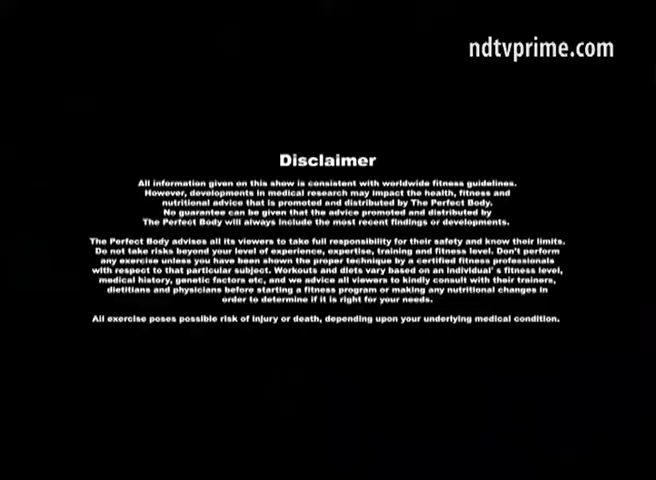 ndtvprime.com
Disclaimer
All information given on this show is consistent with worldwide fitness guidelines.
However, developments in medical research may impact the health, fitness and
nutritional advice that is promoted and distributed by The Perfect Body.
No guarantee can be given that the advice promoted and distributed by
The Perfect Body will always include the most recent findings or developments.
The Perfect Body advises all its viewers to take full responsibility for their safety and know their limits.
Do not take risks beyond your level of experience, expertise, training and fitness level. Don't perform
any exercise unless you have been shown the proper technique by a certified fitness professionals
with respect to that particular subject. Workouts and diets vary based on an individual' s fitness level,
medical history, genetic factors etc, and we advice all viewers to kindly consult with their trainers,
dietitians and physicians before starting a fitness program or making any nutritional changes in
order to determine if it is right for your needs.
All exercise poses possible risk of injury or death, depending upon your underlying medical condition.